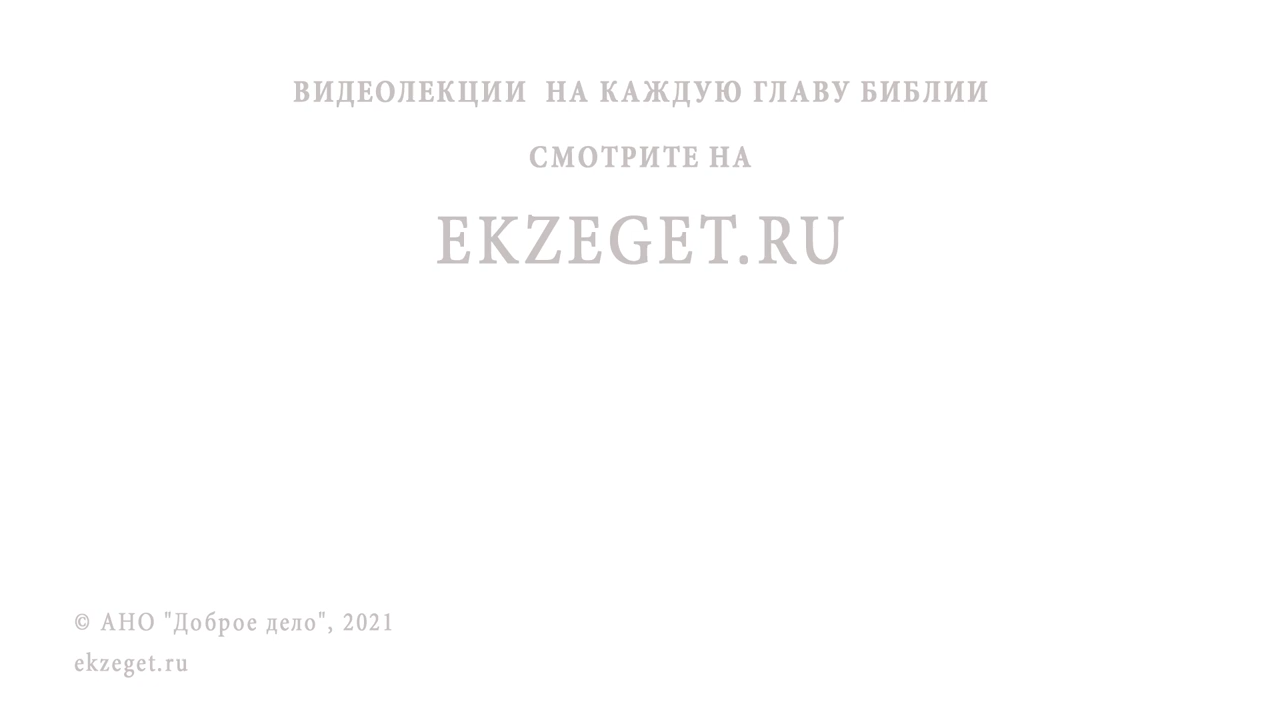 ВИДЕОЛЕКЦИИ НА КАЖДУЮ ГЛАВУ БИБЛИИ
СМОТРИТЕ НА
EKZEGET.RU
© АНО "Доброе дело", 2021
ekzeget.ru